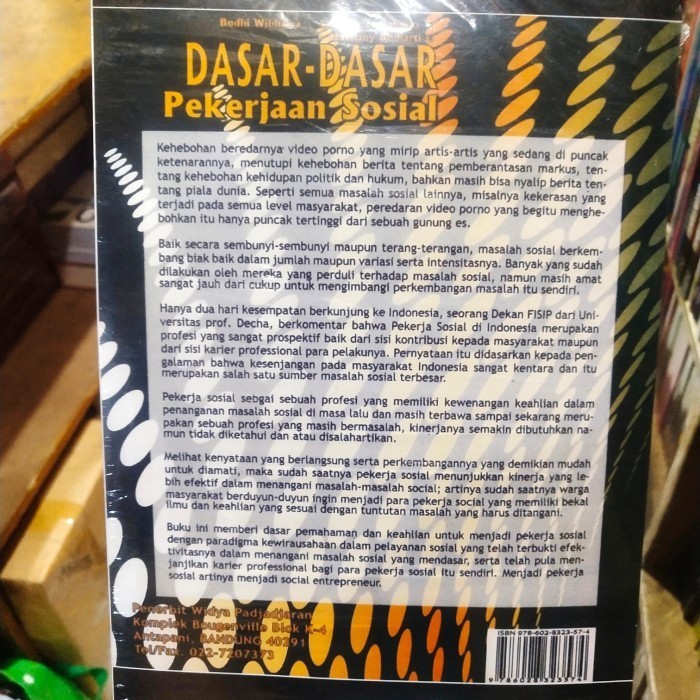 Bedhi
DASAR-DASAR
Pekerjaan Sosial
Kehebohan beredarnya video porno yang mirip artis-artis yang sedang di puncak
ketenarannya, menutupi kehebohan berita tentang pemberantasan markus, ten-
tang kehebohan kehidupan politik dan hukum, bahkan masih bisa nyalip berita ten-
tang piala dunia. Seperti semua masalah sosial lainnya, misalnya kekerasan yang
terjadi pada semua level masyarakat, peredaran video porno yang begitu menghe-
bohkan itu hanya puncak tertinggi dari sebuah gunung es.
Baik secara sembunyi-sembunyi maupun terang-terangan, masalah sosial berkem-
bang biak baik dalam jumlah maupun variasi serta intensitasnya. Banyak yang sudah
dilakukan oleh mereka yang perduli terhadap masalah sosial, namun masih amat
sangat jauh dari cukup untuk mengimbangi perkembangan masalah itu sendiri.
Hanya dua hari kesempatan berkunjung ke Indonesia, seorang Dekan FISIP dari Uni-
versitas prof. Decha, berkomentar bahwa Pekerja Sosial di Indonesia merupakan
profesi yang sangat prospektif baik dari sisi kontribusi kepada masyarakat maupun
dari sisi karier professional para pelakunya. Pernyataan itu didasarkan kepada pen-
galaman bahwa kesenjangan pada masyarakat Indonesia sangat kentara dan itu
merupakan salah satu sumber masalah sosial terbesar.
Pekerja sosial sebgai sebuah profesi yang memiliki kewenangan keahlian dalam
penanganan masalah sosial di masa lalu dan masih terbawa sampai sekarang meru-
pakan sebuah profesi yang masih bermasalah, kinerjanya semakin dibutuhkan na-
mun tidak diketahui dan atau disalahartikan.
Melihat kenyataan yang berlangsung serta perkembangannya yang demikian mudah
untuk diamati, maka sudah saatnya pekerja sosial menunjukkan kinerja yang le-
bih efektif dalam menangani masalah-masalah social; artinya sudah saatnya warga
masyarakat berduyun-duyun ingin menjadi para pekerja social yang memiliki bekal
ilmu dan keahlian yang sesuai dengan tuntutan masalah yang harus ditangani.
Buku ini memberi dasar pemahaman dan keahlian untuk menjadi pekerja sosial
dengan paradigma kewirausahaan dalam pelayanan sosial yang telah terbukti efek-
tivitasnya dalam menangani masalah sosial yang mendasar, serta telah pula men-
janjikan karier professional bagi para pekerja sosial itu sendiri. Menjadi pekerja
sosial artinya menjadi social entrepreneur.
Penerbit Widya Padjadjaran
Komplek Bougenville Blok K-4
Antapani, BANDUNG 40291
Tel/Fax. 022-7207373
ISBN 978-602-8323-57-4
9 786028 323574